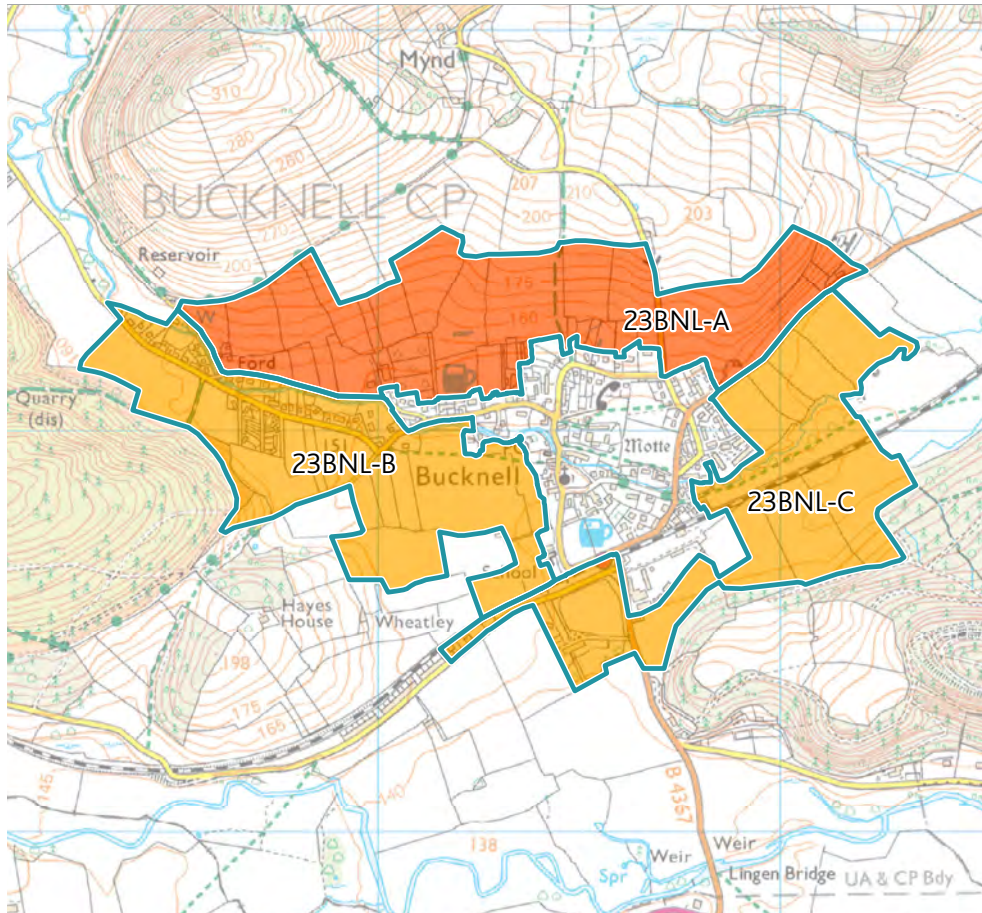 Mynd
310
280
260
270
BUCKNELL CP
207
210
200
203
Reservoir
200
175
160
23BNL-A
W
Ford
160
Quarry
(dis)
151
23BNL-B
Bucknell
Motte
23BNL-C
School
Hayes
House
Wheatley
198
175
165
145
140
138
B 4367
Weir
Weir
Spr
Lingen Bridge
UA & CP Bdy